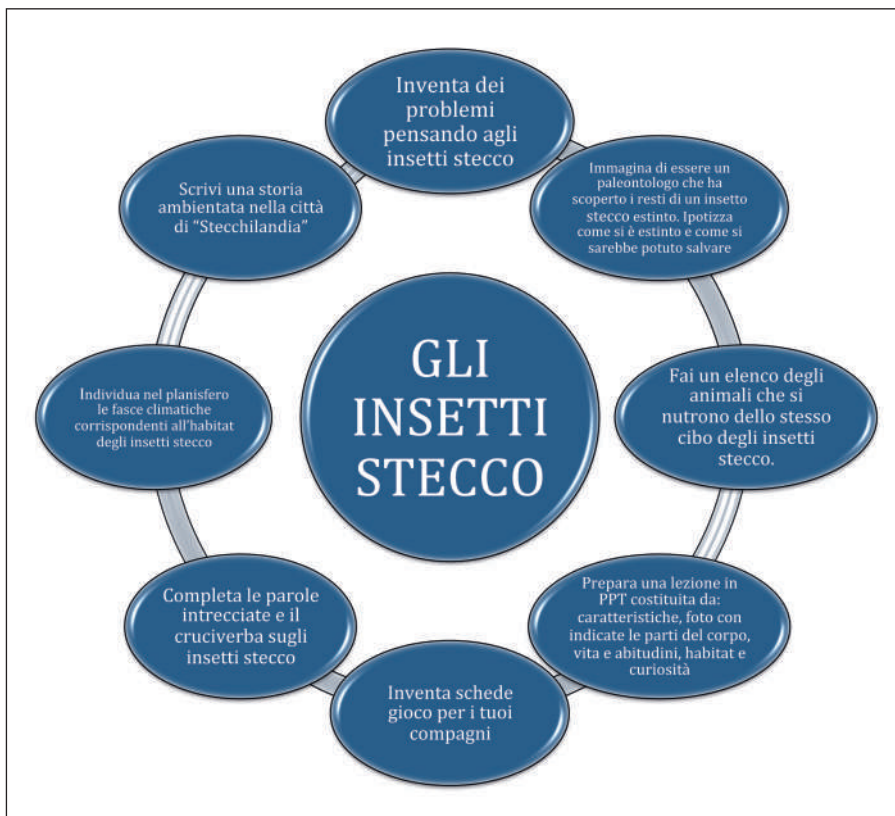 GLI
INSETTI
STECCO
Inventa dei
problemi
pensando agli
insetti stecco
Immagina di essere un
paleontologo che ha
scoperto i resti di un insetto
stecco estinto. Ipotizza
come si è estinto e come si
sarebbe potuto salvare
Fai un elenco degli
animali che si
nutrono dello stesso
cibo degli insetti
stecco.
Prepara una lezione in
PPT costituita da:
caratteristiche, foto con
indicate le parti del corpo,
vita e abitudini, habitat e
curiosità
Inventa schede
gioco per i tuoi
compagni
Completa le parole
intrecciate e il
cruciverba sugli
insetti stecco
Individua nel planisfero
le fasce climatiche
corrispondenti all'habitat
degli insetti stecco
Scrivi una storia
ambientata nella città
di “Stecchilandia”